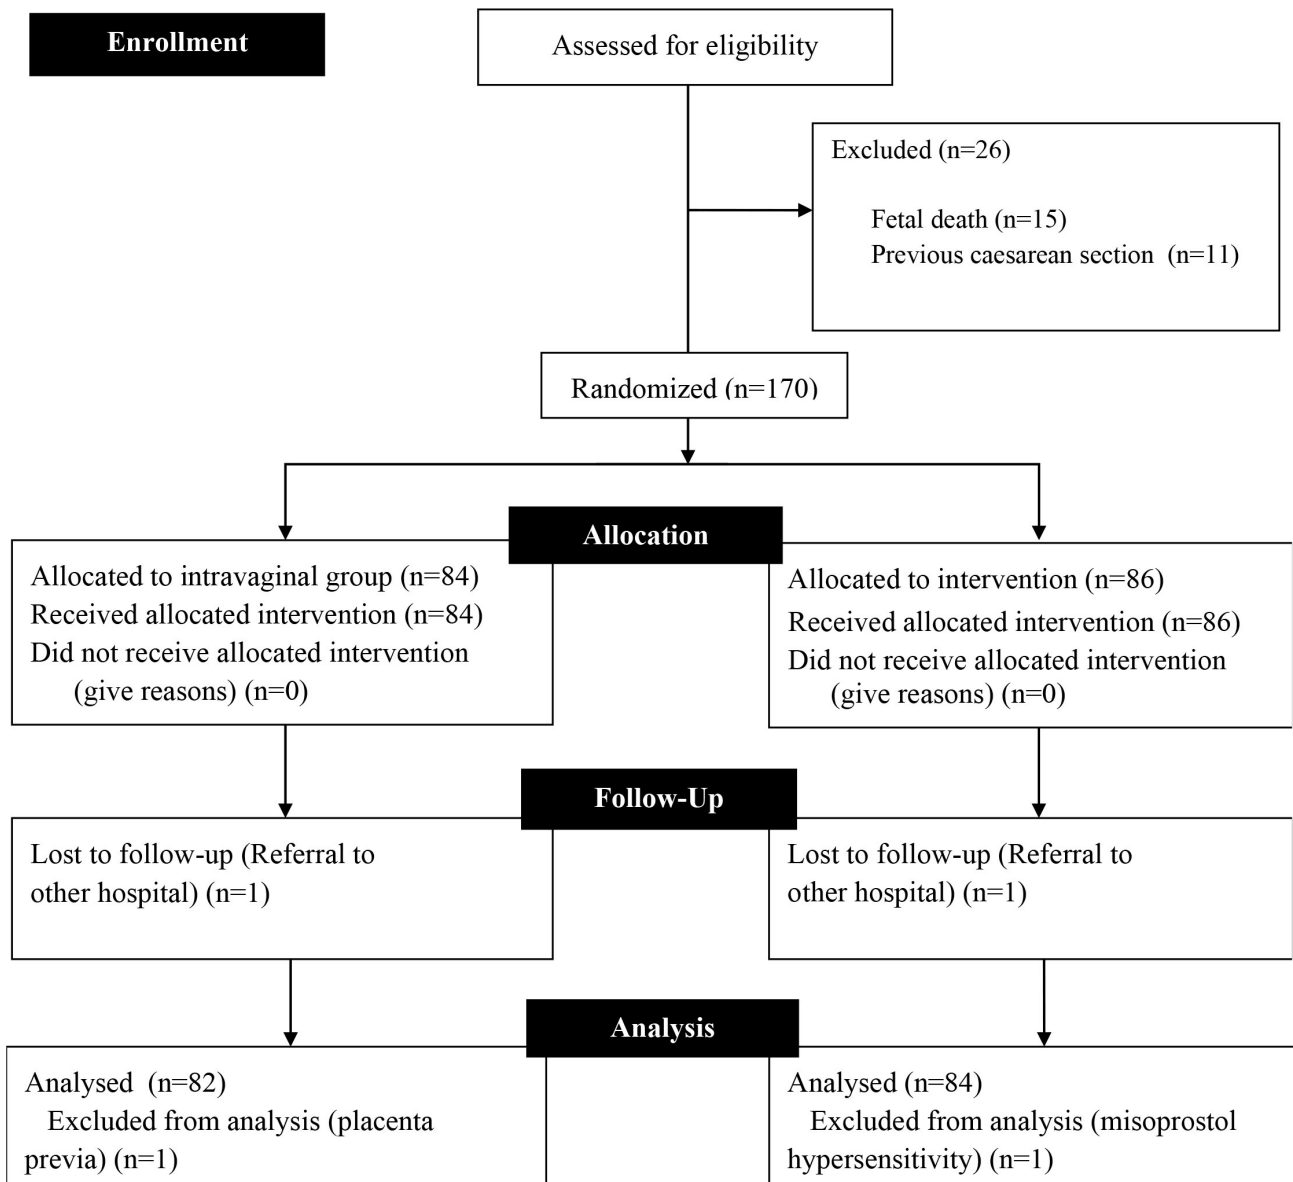 Enrollment
Assessed for eligibility
Excluded (n=26)
Fetal death (n=15)
Previous caesarean section (n=11)
Randomized (n=170)
Allocation
Allocated to intravaginal group (n=84)
Received allocated intervention (n=84)
Did not receive allocated intervention
(give reasons) (n=0)
Allocated to intervention (n=86)
Received allocated intervention (n=86)
Did not receive allocated intervention
(give reasons) (n=0)
Follow-Up
Lost to follow-up (Referral to
other hospital) (n=1)
Lost to follow-up (Referral to
other hospital) (n=1)
Analysis
Analysed (n=82)
Excluded from analysis (placenta
previa) (n=1)
Analysed (n=84)
Excluded from analysis (misoprostol
hypersensitivity) (n=1)